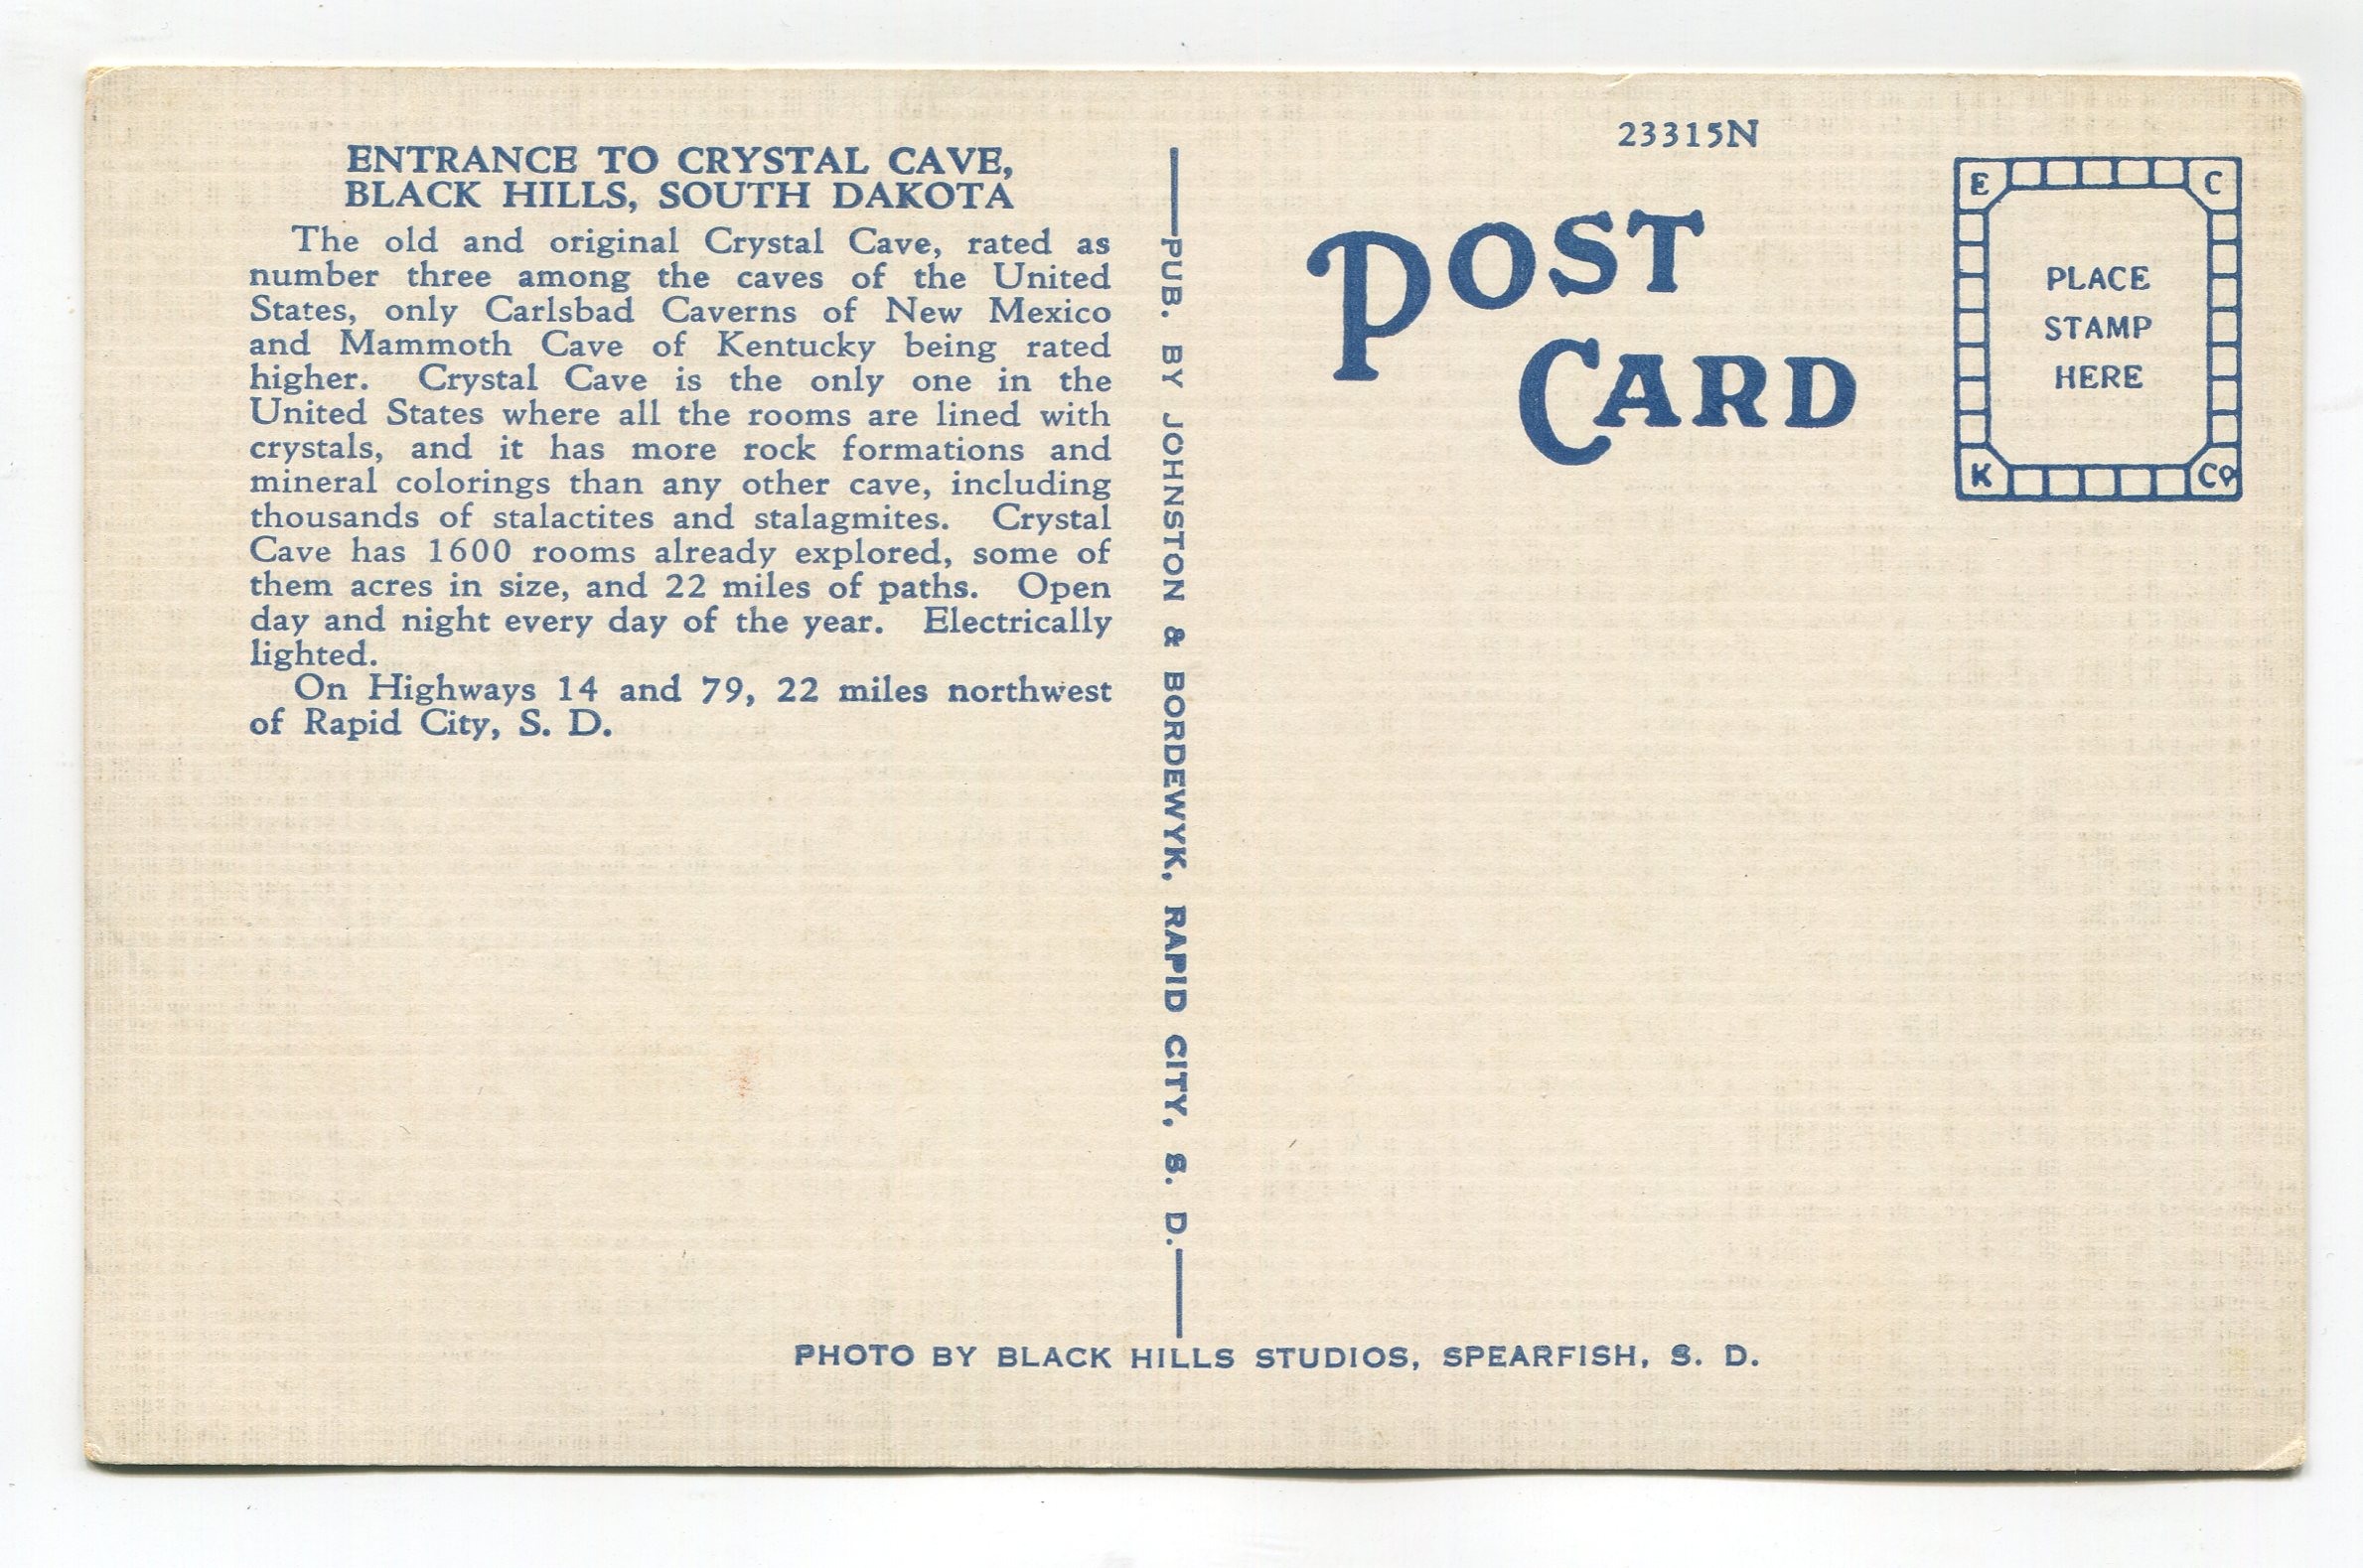 ENTRANCE TO CRYSTAL CAVE,
BLACK HILLS, SOUTH DAKOTA
The old and original Crystal Cave, rated as
number three among the caves of the United
States, only Carlsbad Caverns of New Mexico
and Mammoth Cave of Kentucky being rated
higher. Crystal Cave is the only one in the
United States where all the rooms are lined with
crystals, and it has more rock formations and
mineral colorings than any other cave, including
thousands of stalactites and stalagmites. Crystal
Cave has 1600 rooms already explored, some of
them acres in size, and 22 miles of paths. Open
day and night every day of the year. Electrically
lighted.
On Highways 14 and 79, 22 miles northwest
of Rapid City, S. D.
PUB. BY JOHNSTON & BORDEWYK, RAPID CITY, S. D.
23315N
POST
CARD
E C
PLACE
STAMP
HERE
K Co
PHOTO BY BLACK HILLS STUDIOS, SPEARFISH, S. D.